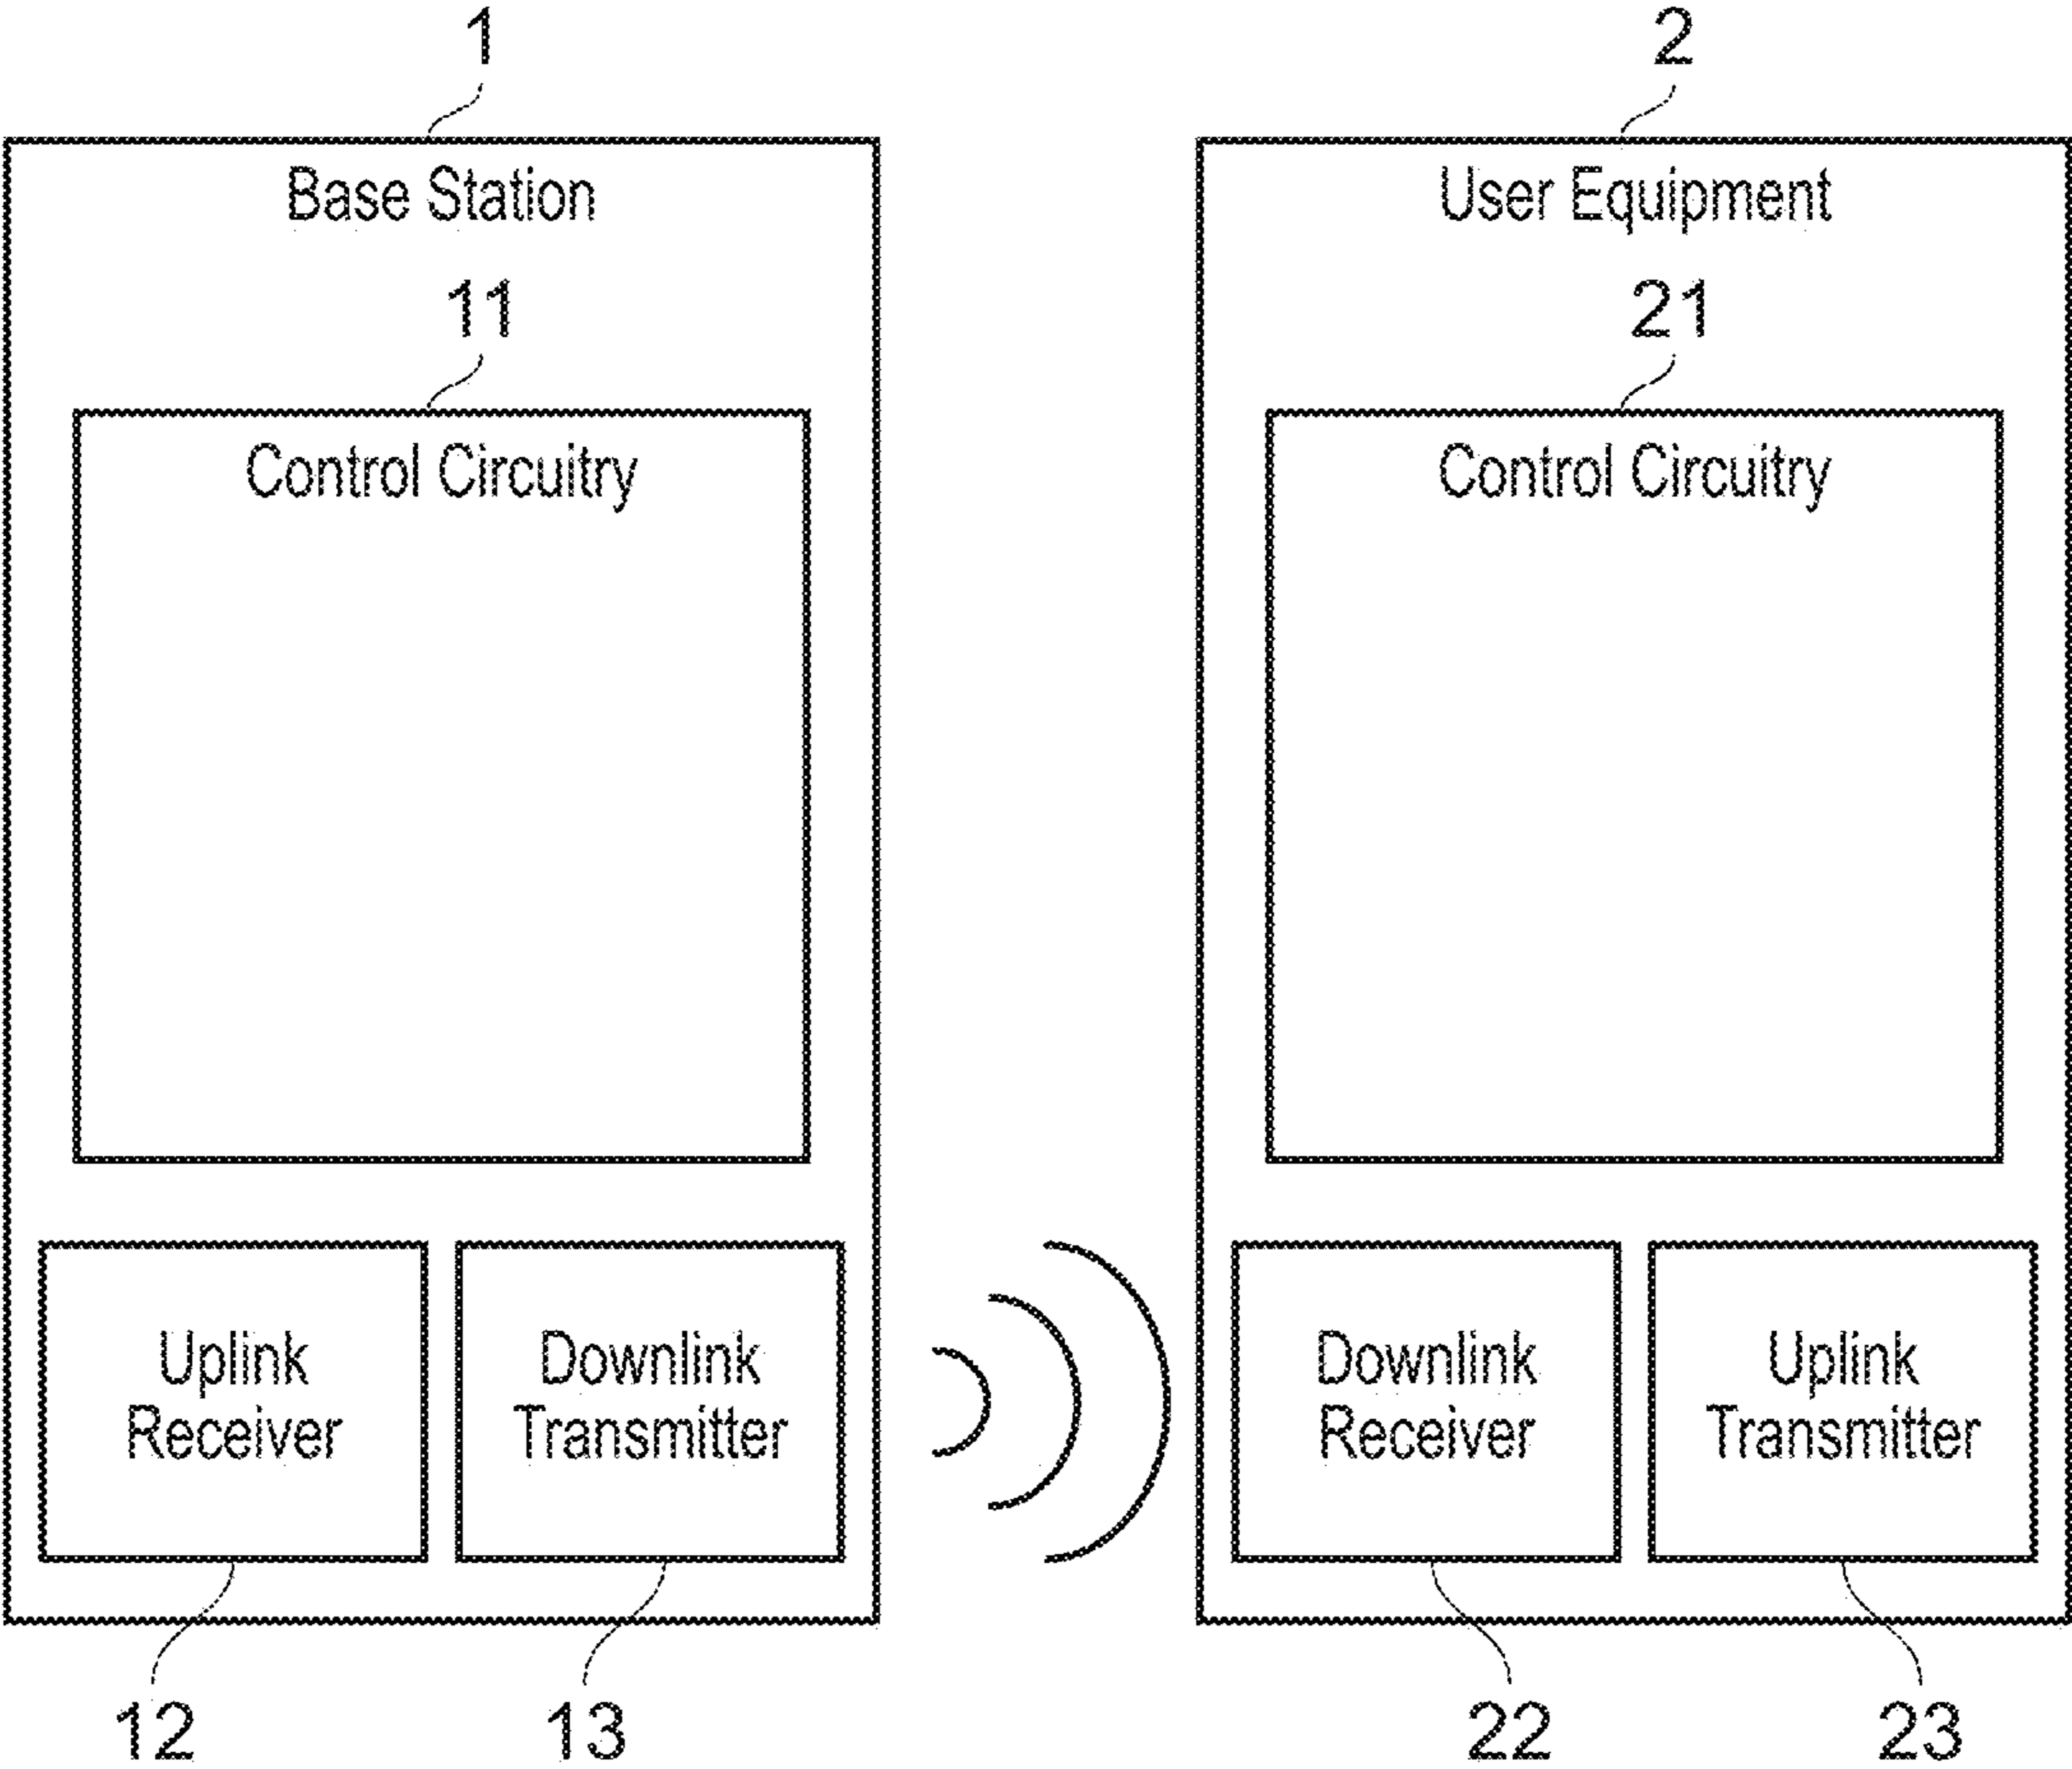 1
2
Base Station
User Equipment
11
21
Control Circuitry
Control Circuitry
Uplink
Receiver
Downlink
Transmitter
Downlink
Receiver
Uplink
Transmitter
12
13
22
23